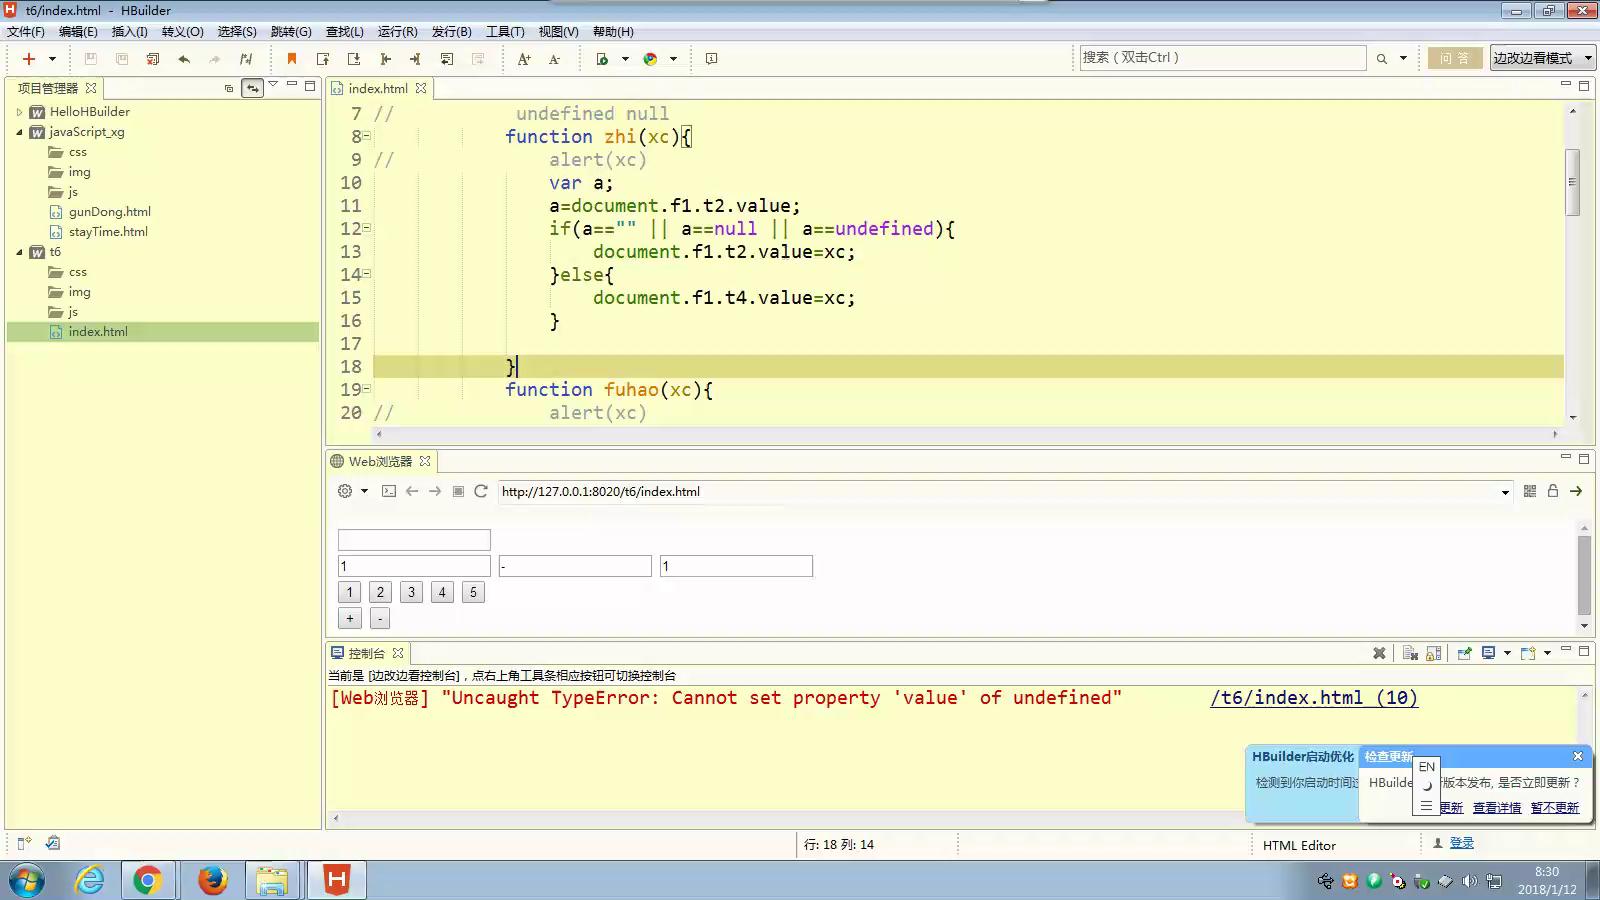 t6/index.html - HBuilder
文件(F) 编辑(E) 插入(I) 转义(O) 选择(S) 跳转(G) 查找(L) 运行(R) 发行(B) 工具(T) 视图(V) 帮助(H)
搜索（双击Ctrl） 问 答 边改边看模式
项目管理器
HelloHBuilder
javaScript_xg
css
img
js
gunDong.html
stayTime.html
t6
css
img
js
index.html
index.html
7 // undefined null
8 function zhi(xc){
9 // alert(xc)
10 var a;
11 a=document.f1.t2.value;
12 if(a=="" || a==null || a==undefined){
13 document.f1.t2.value=xc;
14 }else{
15 document.f1.t4.value=xc;
16 }
17
18 }
19 function fuhao(xc){
20 // alert(xc)
Web浏览器
http://127.0.0.1:8020/t6/index.html
1 - 1
1 2 3 4 5
+ -
控制台
当前是 [边改边看控制台]，点右上角工具条相应按钮可切换控制台
[Web浏览器] "Uncaught TypeError: Cannot set property 'value' of undefined" /t6/index.html (10)
HBuilder启动优化 检查更新
检测到你启动时间 HBuilde 版本发布, 是否立即更新？
EN
更新 查看详情 暂不更新
行: 18 列: 14 HTML Editor 登录
8:30
2018/1/12